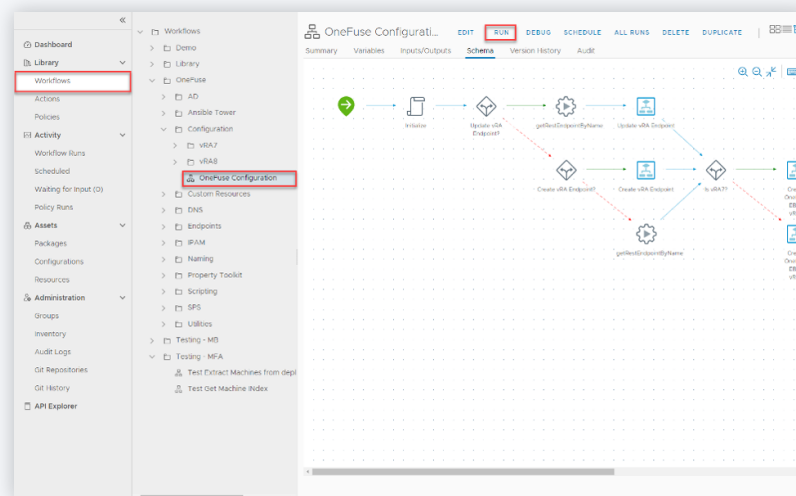 Dashboard
Library
Workflows
Actions
Policies
Activity
Workflow Runs
Scheduled
Waiting for Input (0)
Policy Runs
Assets
Packages
Configurations
Resources
Administration
Groups
Inventory
Audit Logs
Git Repositories
Git History
API Explorer
Workflows
Demo
Library
OneFuse
AD
Ansible Tower
Configuration
vRA7
vRA8
OneFuse Configuration
Custom Resources
DNS
Endpoints
IPAM
Naming
Property Toolkit
Scripting
SPS
Utilities
Testing - MB
Testing - MFA
Test Extract Machines from depl
Test Get Machine INdex
OneFuse Configurati...
EDIT
RUN
DEBUG
SCHEDULE
ALL RUNS
DELETE
DUPLICATE
Summary
Variables
Inputs/Outputs
Schema
Version History
Audit
Initialize
Update vRA
Endpoint?
getRestEndpointByName
Update vRA Endpoint
Create vRA Endpoint?
Create vRA Endpoint
Is vRA7?
getRestEndpointByName